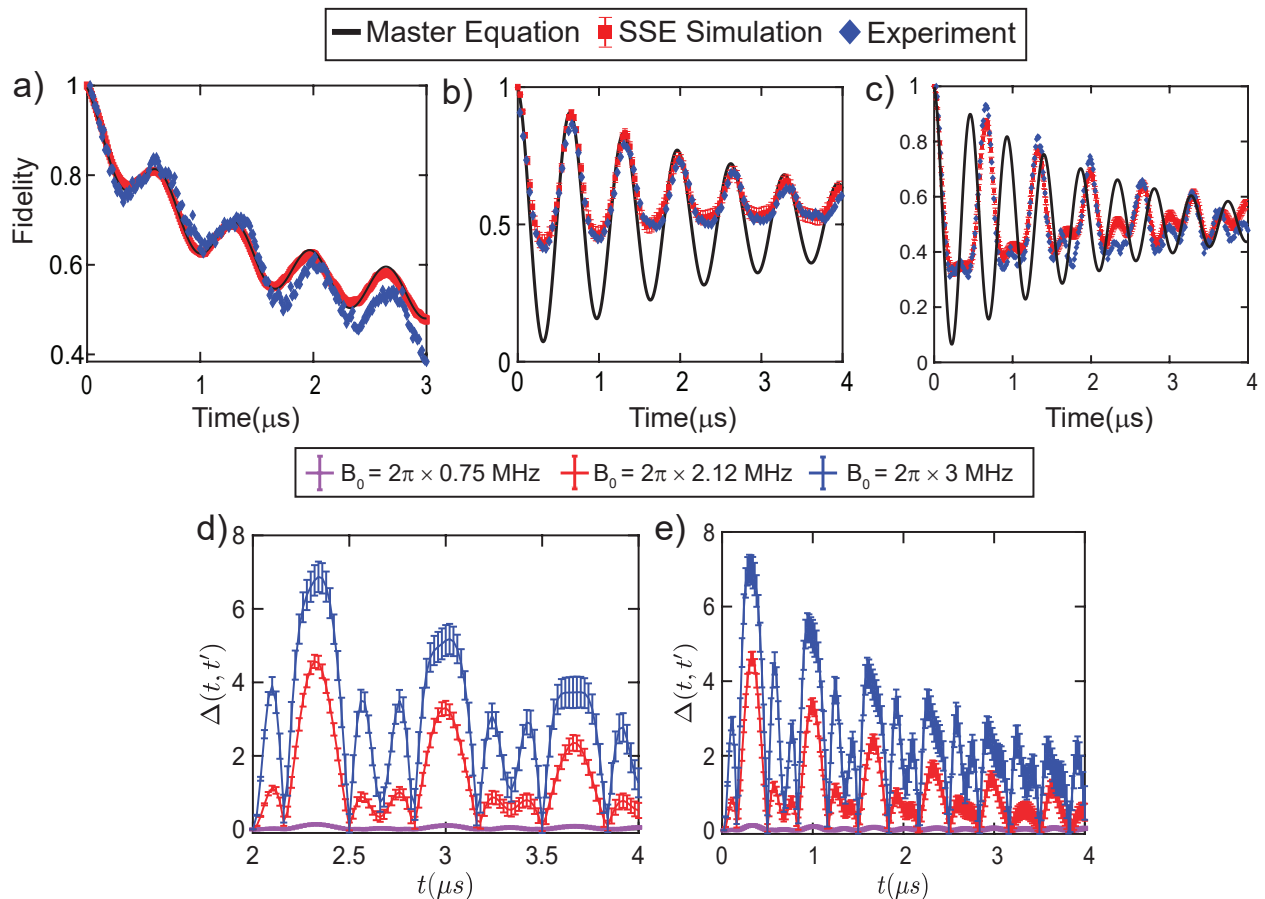 Master Equation SSE Simulation Experiment
a) b) c)
1 0.8 0.6 0.4
Fidelity
0 1 2 3
Time(μs)
1 0.5 0
0 1 2 3 4
Time(μs)
1 0.8 0.6 0.4 0.2 0
0 1 2 3 4
Time(μs)
B₀ = 2π × 0.75 MHz B₀ = 2π × 2.12 MHz B₀ = 2π × 3 MHz
d) e)
8 6 4 2 0
Δ(t, t′)
2 2.5 3 3.5 4
t(μs)
8 6 4 2 0
Δ(t, t′)
0 1 2 3 4
t(μs)